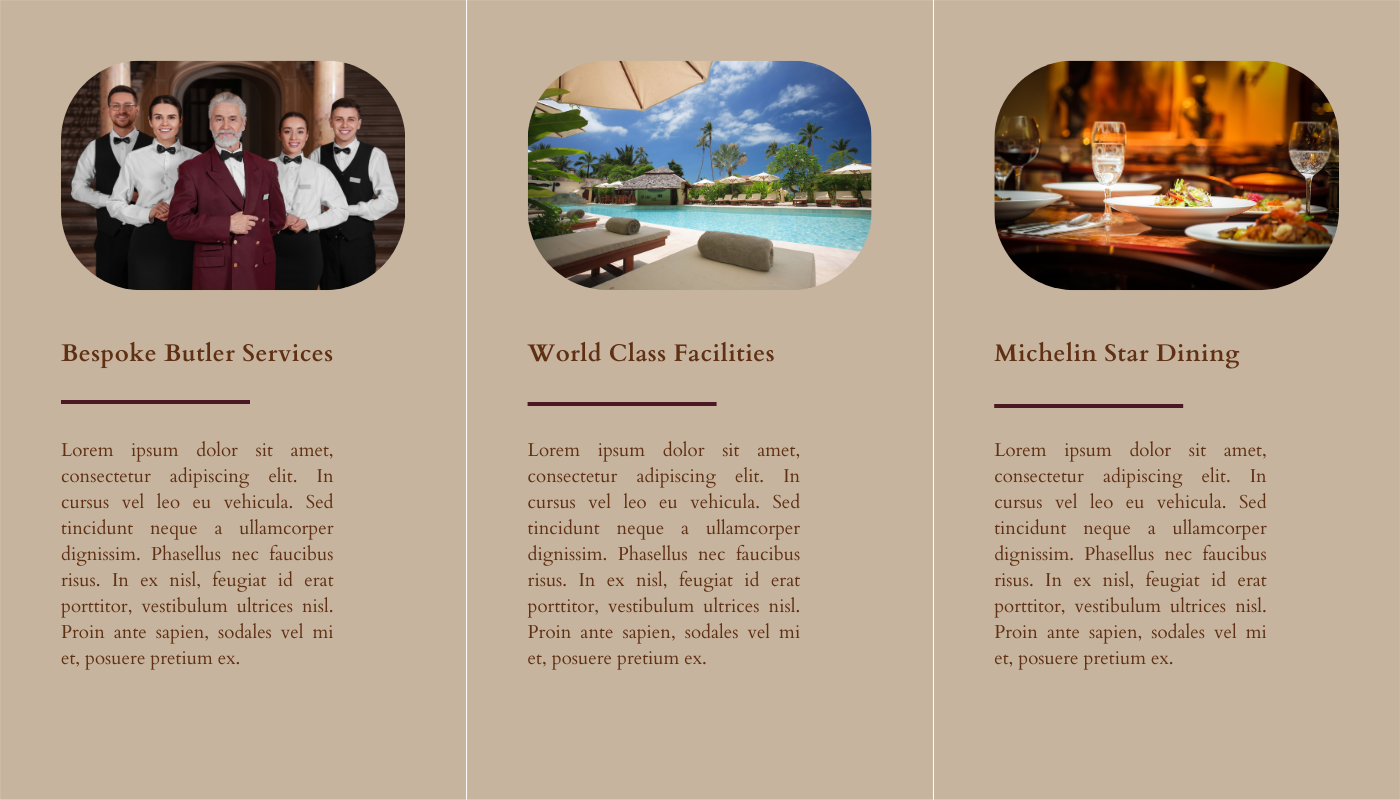 Bespoke Butler Services
Lorem ipsum dolor sit amet,
consectetur adipiscing elit. In
cursus vel leo eu vehicula. Sed
tincidunt neque a ullamcorper
dignissim. Phasellus nec faucibus
risus. In ex nisl, feugiat id erat
porttitor, vestibulum ultrices nisl.
Proin ante sapien, sodales vel mi
et, posuere pretium ex.
World Class Facilities
Lorem ipsum dolor sit amet,
consectetur adipiscing elit. In
cursus vel leo eu vehicula. Sed
tincidunt neque a ullamcorper
dignissim. Phasellus nec faucibus
risus. In ex nisl, feugiat id erat
porttitor, vestibulum ultrices nisl.
Proin ante sapien, sodales vel mi
et, posuere pretium ex.
Michelin Star Dining
Lorem ipsum dolor sit amet,
consectetur adipiscing elit. In
cursus vel leo eu vehicula. Sed
tincidunt neque a ullamcorper
dignissim. Phasellus nec faucibus
risus. In ex nisl, feugiat id erat
porttitor, vestibulum ultrices nisl.
Proin ante sapien, sodales vel mi
et, posuere pretium ex.